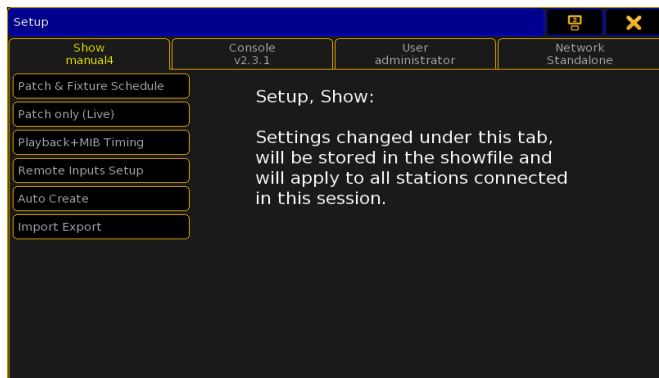 Setup
Show
manual4
Console
v2.3.1
User
administrator
Network
Standalone
Patch & Fixture Schedule
Patch only (Live)
Playback+MIB Timing
Remote Inputs Setup
Auto Create
Import Export
Setup, Show:
Settings changed under this tab,
will be stored in the showfile and
will apply to all stations connected
in this session.